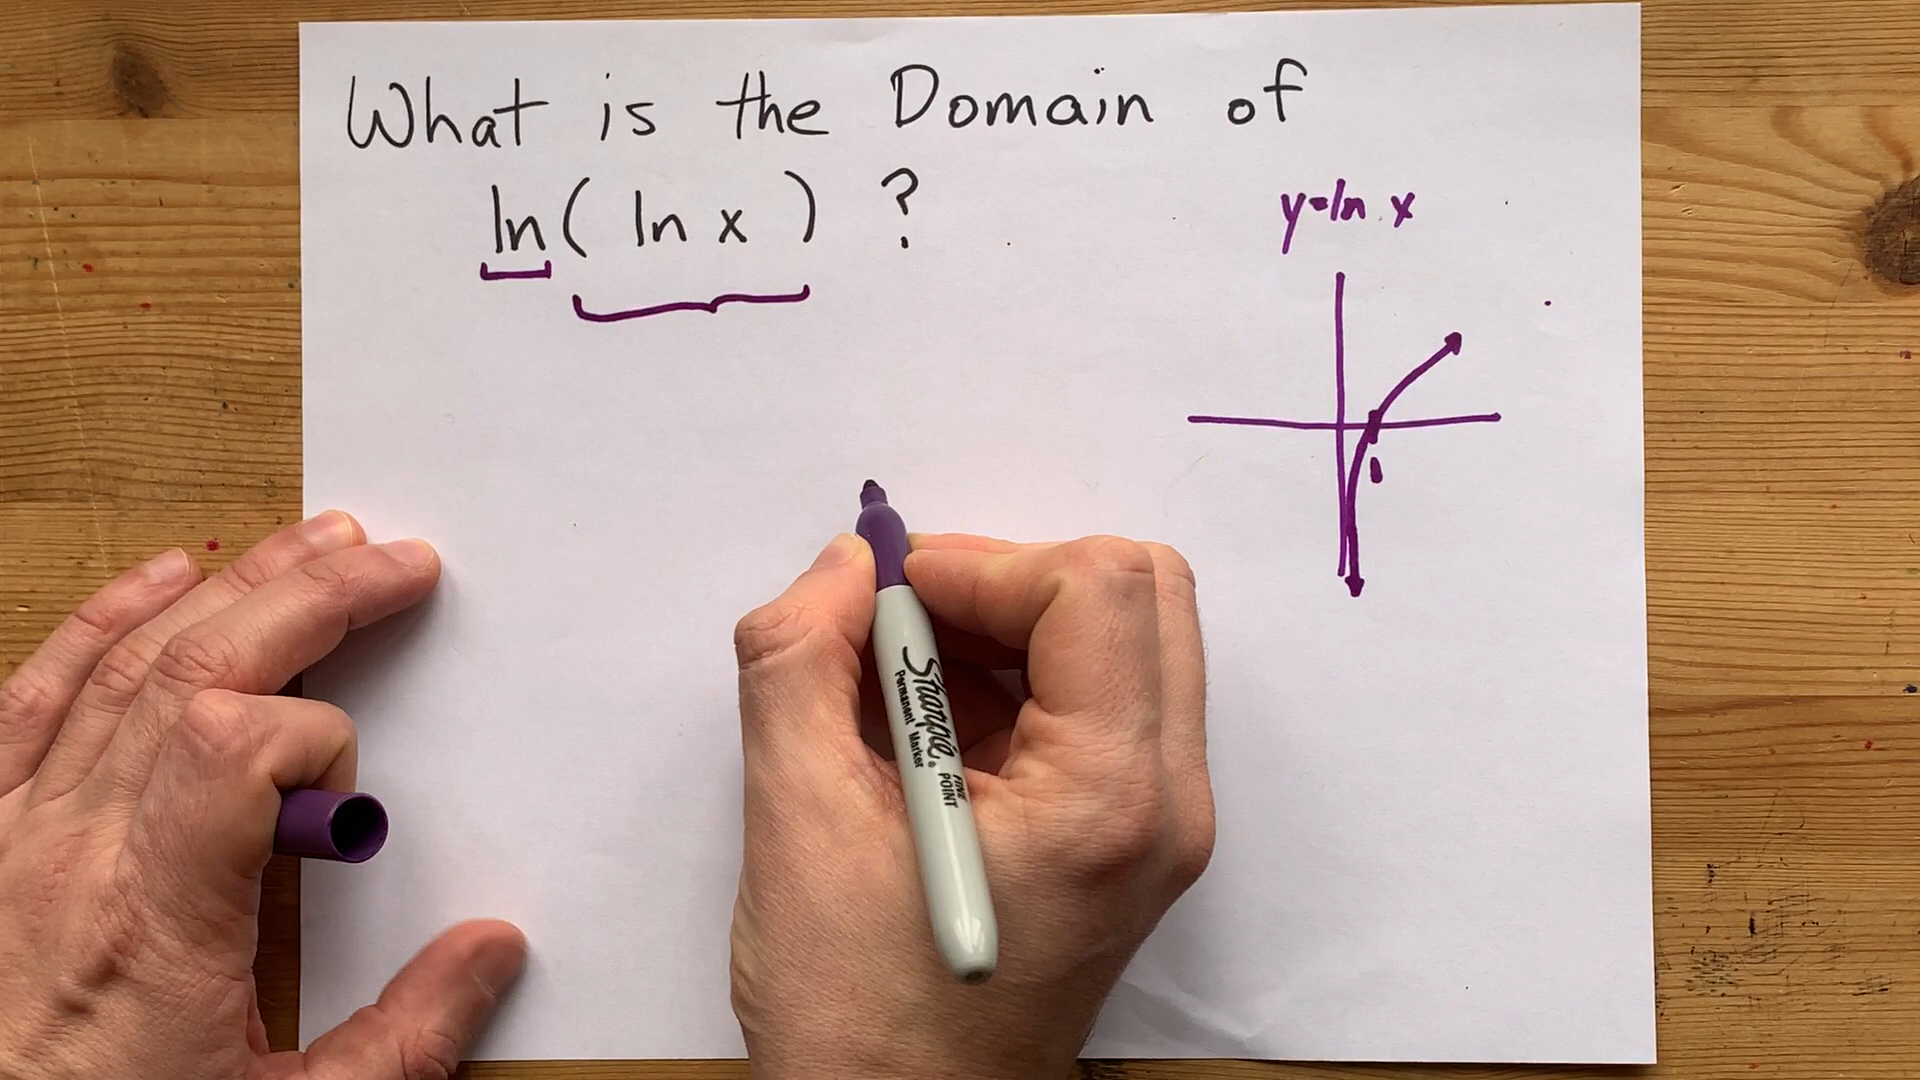 What is the Domain of
ln( ln x ) ?
y=ln x
1
Sharpie.
Permanent Marker
FINE
POINT